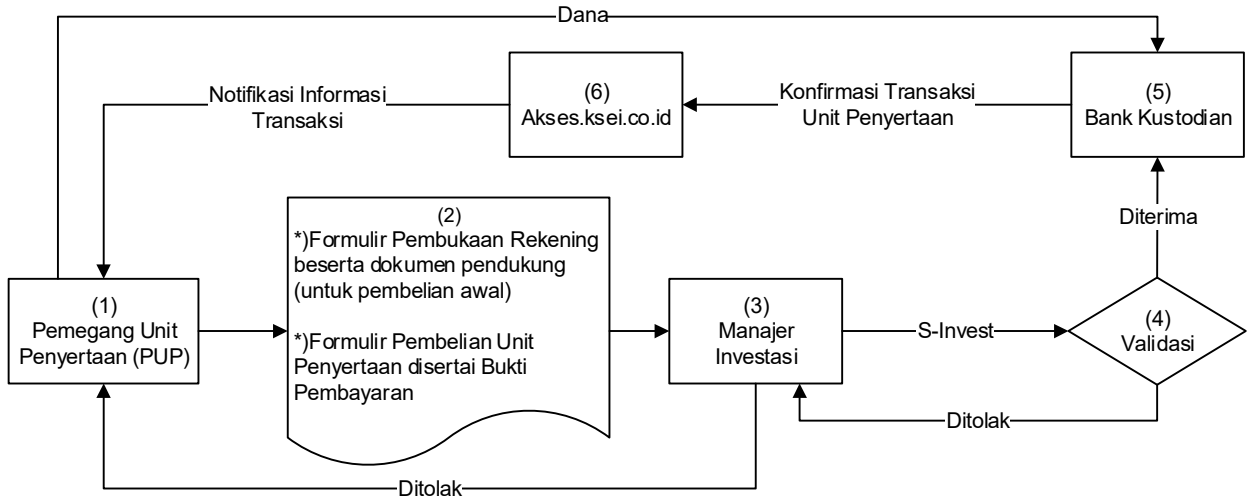 Dana
(6)
Akses.ksei.co.id
(5)
Bank Kustodian
Notifikasi Informasi
Transaksi
Konfirmasi Transaksi
Unit Penyertaan
Diterima
(1)
Pemegang Unit
Penyertaan (PUP)
(2)
*)Formulir Pembukaan Rekening
beserta dokumen pendukung
(untuk pembelian awal)
*)Formulir Pembelian Unit
Penyertaan disertai Bukti
Pembayaran
(3)
Manajer
Investasi
S-Invest
(4)
Validasi
Ditolak
Ditolak